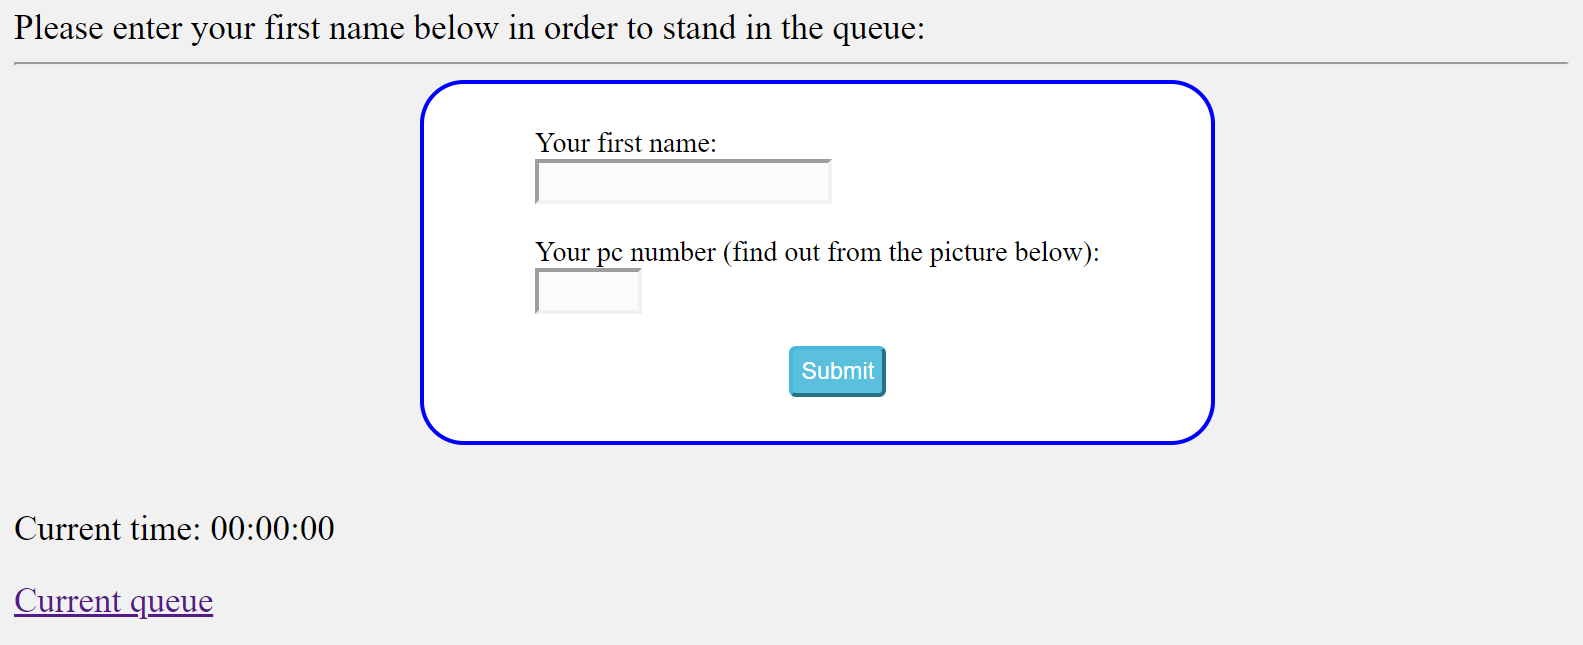 Please enter your first name below in order to stand in the queue:
Your first name:
Your pc number (find out from the picture below):
Submit
Current time: 00:00:00
Current queue